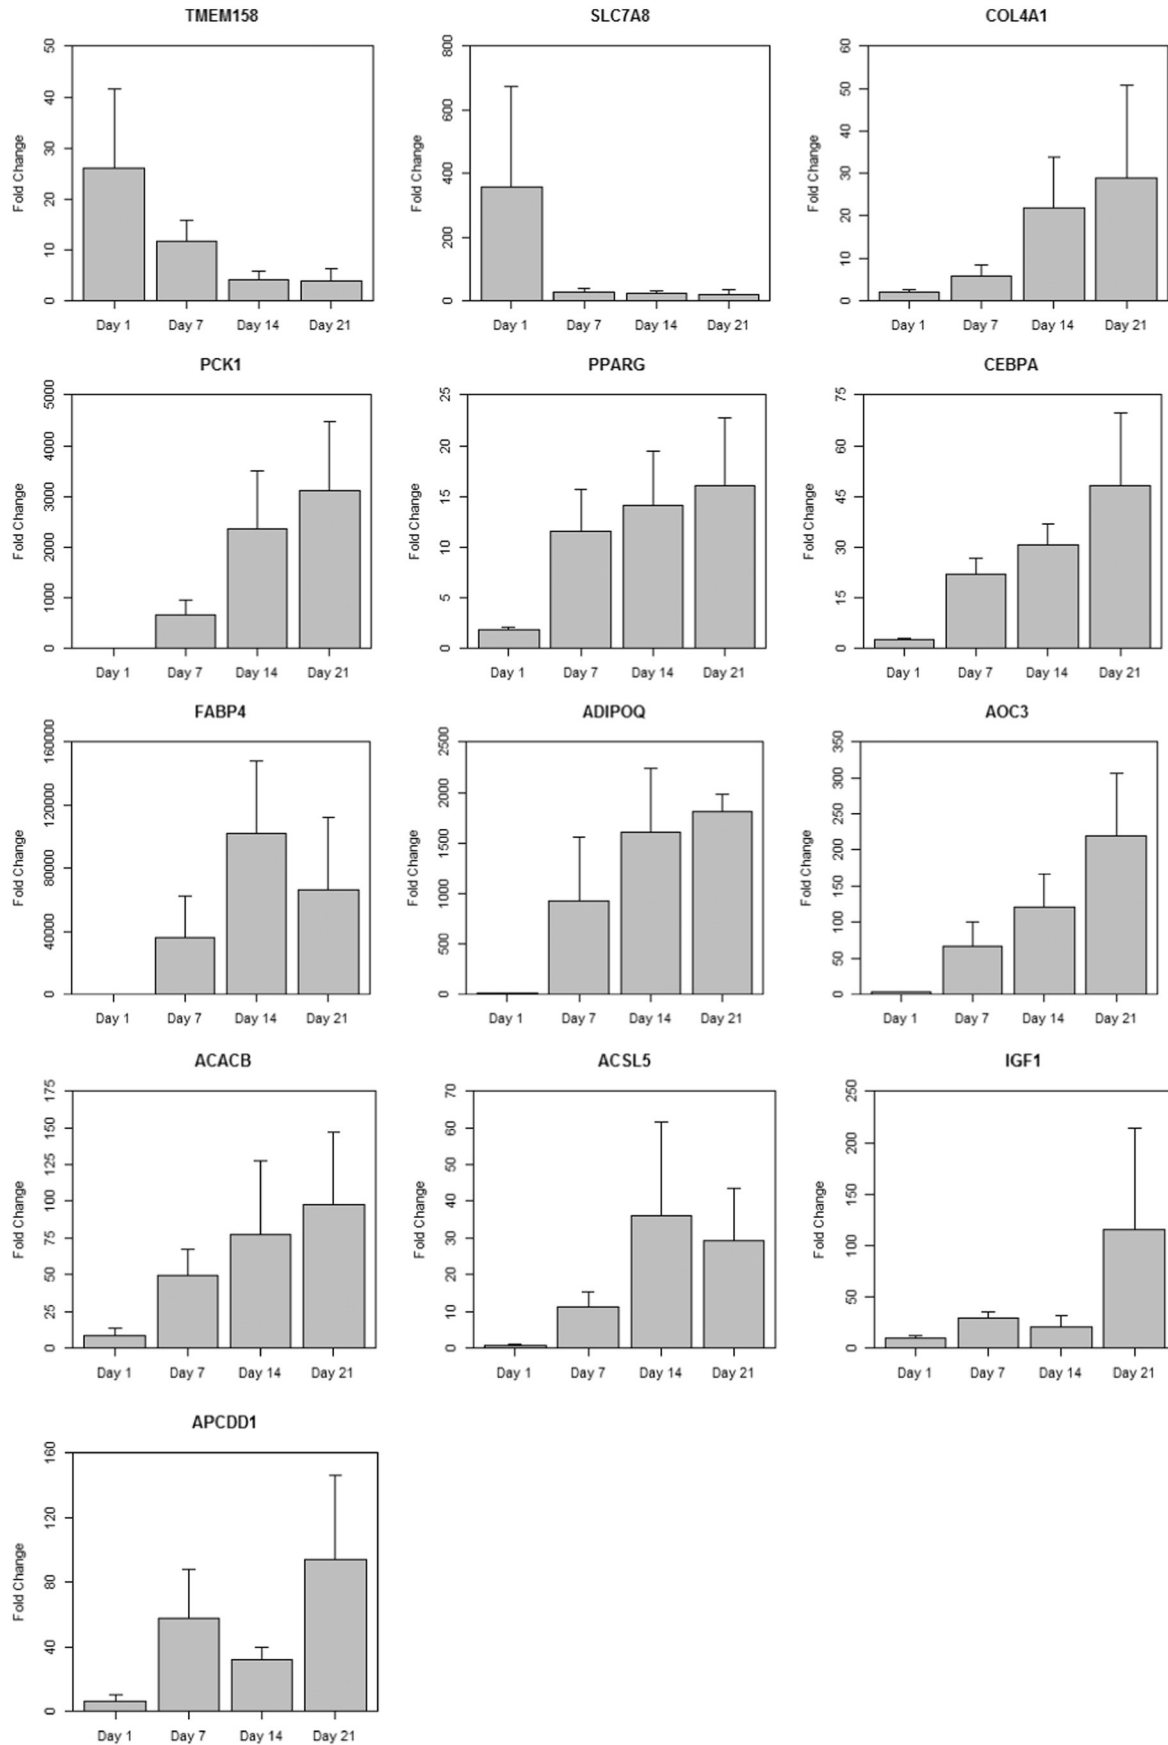 TMEM158
SLC7A8
COL4A1
Fold Change
0 10 20 30 40 50
Day 1 Day 7 Day 14 Day 21
Fold Change
0 200 400 600 800
Day 1 Day 7 Day 14 Day 21
Fold Change
0 10 20 30 40 50 60
Day 1 Day 7 Day 14 Day 21
PCK1
PPARG
CEBPA
Fold Change
0 1000 2000 3000 4000 5000
Day 1 Day 7 Day 14 Day 21
Fold Change
0 5 10 15 20 25
Day 1 Day 7 Day 14 Day 21
Fold Change
0 15 30 45 60 75
Day 1 Day 7 Day 14 Day 21
FABP4
ADIPOQ
AOC3
Fold Change
0 40000 80000 120000 160000
Day 1 Day 7 Day 14 Day 21
Fold Change
0 500 1000 1500 2000 2500
Day 1 Day 7 Day 14 Day 21
Fold Change
0 50 100 150 200 250 300 350
Day 1 Day 7 Day 14 Day 21
ACACB
ACSL5
IGF1
Fold Change
0 25 50 75 100 125 150 175
Day 1 Day 7 Day 14 Day 21
Fold Change
0 10 20 30 40 50 60 70
Day 1 Day 7 Day 14 Day 21
Fold Change
0 50 100 150 200 250
Day 1 Day 7 Day 14 Day 21
APCDD1
Fold Change
0 40 80 120 160
Day 1 Day 7 Day 14 Day 21